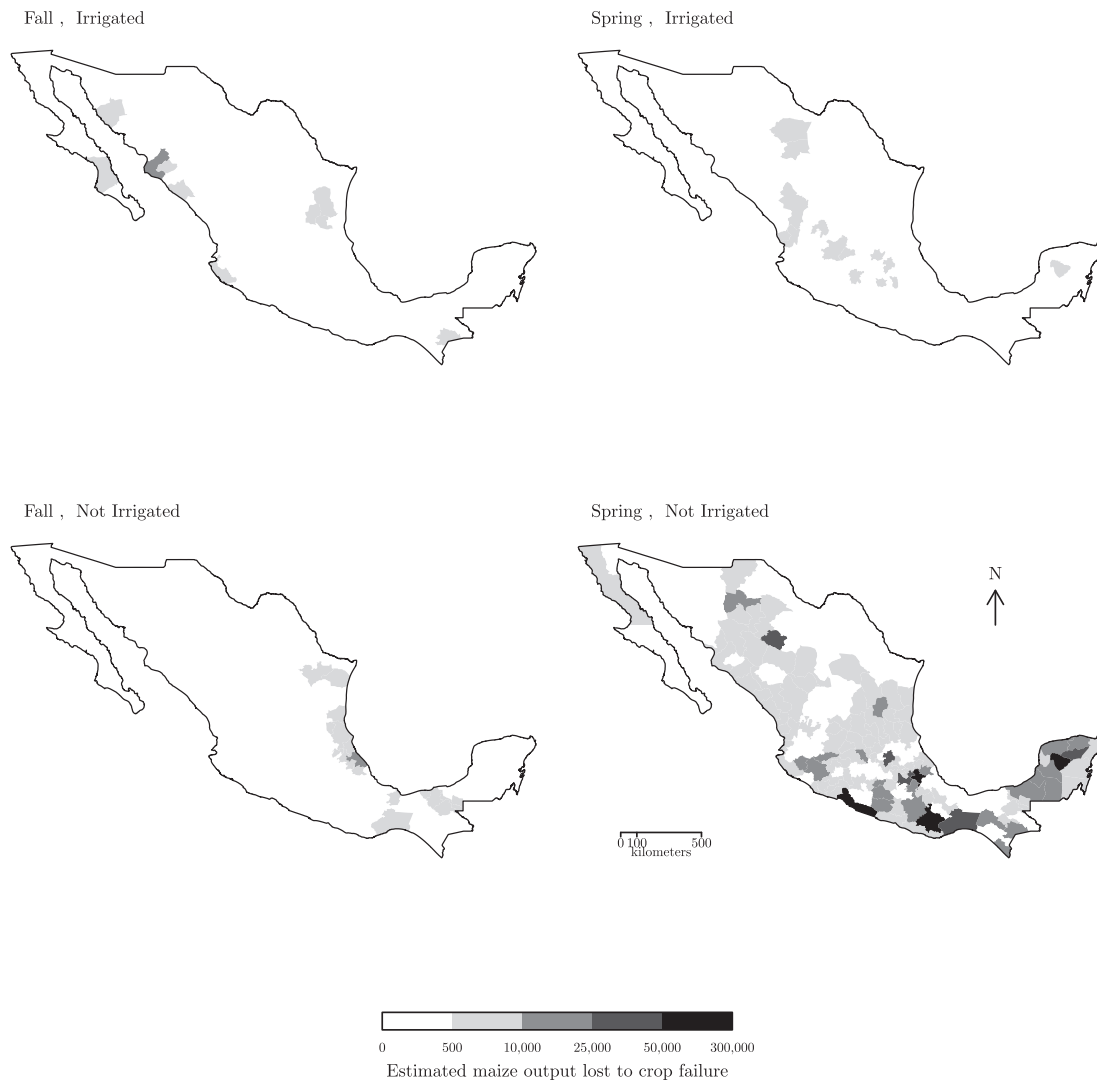 Fall , Irrigated
Spring , Irrigated
Fall , Not Irrigated
Spring , Not Irrigated
N
0 100 500
kilometers
0 500 10,000 25,000 50,000 300,000
Estimated maize output lost to crop failure